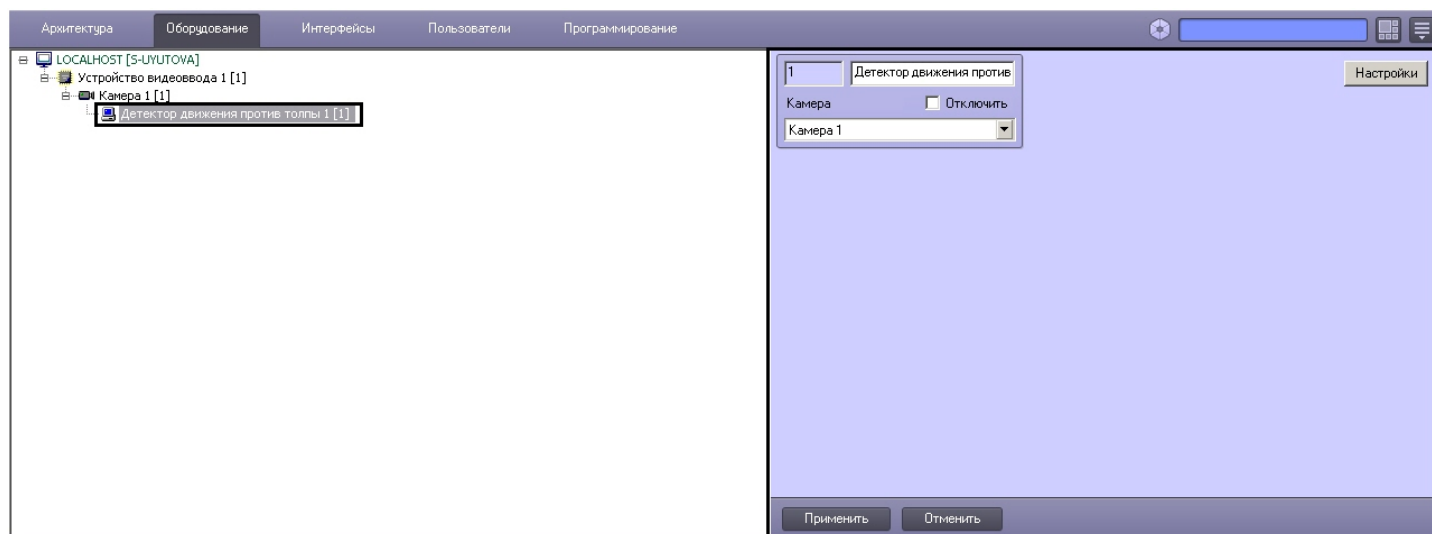 Архитектура Оборудование Интерфейсы Пользователи Программирование
LOCALHOST [S-UYUTOVA]
Устройство видеоввода 1 [1]
Камера 1 [1]
Детектор движения против толпы 1 [1]
1 Детектор движения против
Настройки
Камера Отключить
Камера 1
Применить Отменить